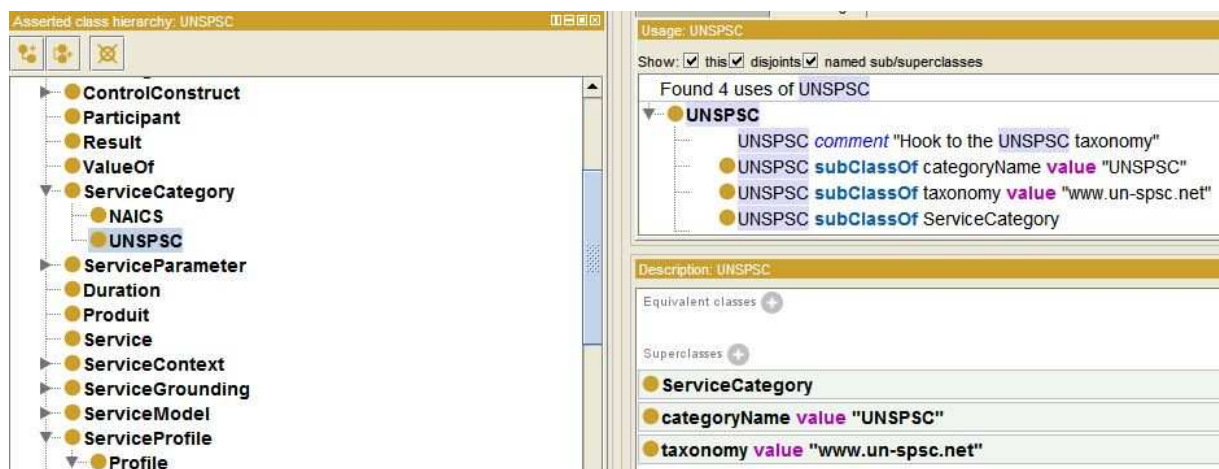 Asserted class hierarchy: UNSPSC
ControlConstruct
Participant
Result
ValueOf
ServiceCategory
NAICS
UNSPSC
ServiceParameter
Duration
Produit
Service
ServiceContext
ServiceGrounding
ServiceModel
ServiceProfile
Profile
Usage: UNSPSC
Show: this disjoints named sub/superclasses
Found 4 uses of UNSPSC
UNSPSC
UNSPSC comment "Hook to the UNSPSC taxonomy"
UNSPSC subClassOf categoryName value "UNSPSC"
UNSPSC subClassOf taxonomy value "www.un-spsc.net"
UNSPSC subClassOf ServiceCategory
Description: UNSPSC
Equivalent classes
Superclasses
ServiceCategory
categoryName value "UNSPSC"
taxonomy value "www.un-spsc.net"